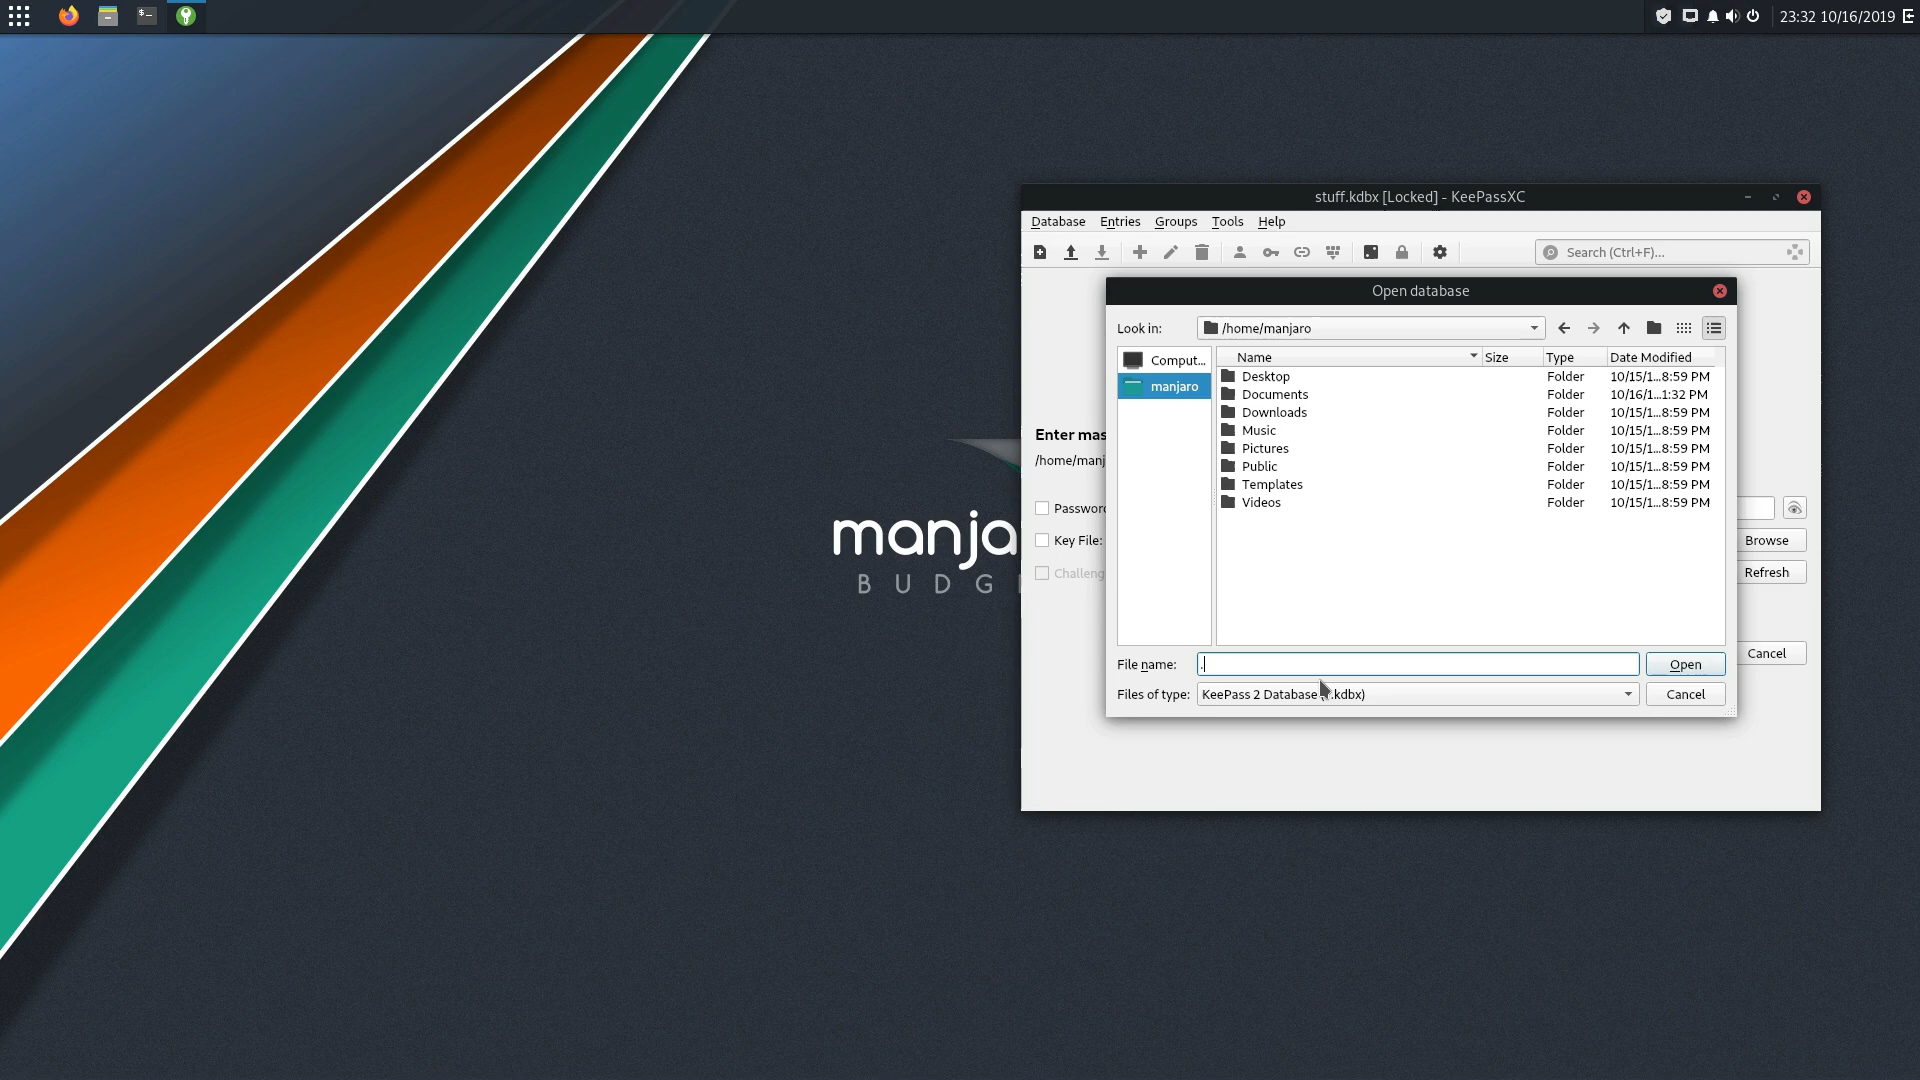 23:32 10/16/2019
manja
BUDG
stuff.kdbx [Locked] - KeePassXC
Database Entries Groups Tools Help
Search (Ctrl+F)...
Open database
Look in: /home/manjaro
Comput...
manjaro
Name Size Type Date Modified
Desktop Folder 10/15/1...8:59 PM
Documents Folder 10/16/1...1:32 PM
Downloads Folder 10/15/1...8:59 PM
Music Folder 10/15/1...8:59 PM
Pictures Folder 10/15/1...8:59 PM
Public Folder 10/15/1...8:59 PM
Templates Folder 10/15/1...8:59 PM
Videos Folder 10/15/1...8:59 PM
File name: . Open
Files of type: KeePass 2 Database .kdbx) Cancel
Enter mas
/home/manj
Password
Key File: Browse
Challeng Refresh
Cancel